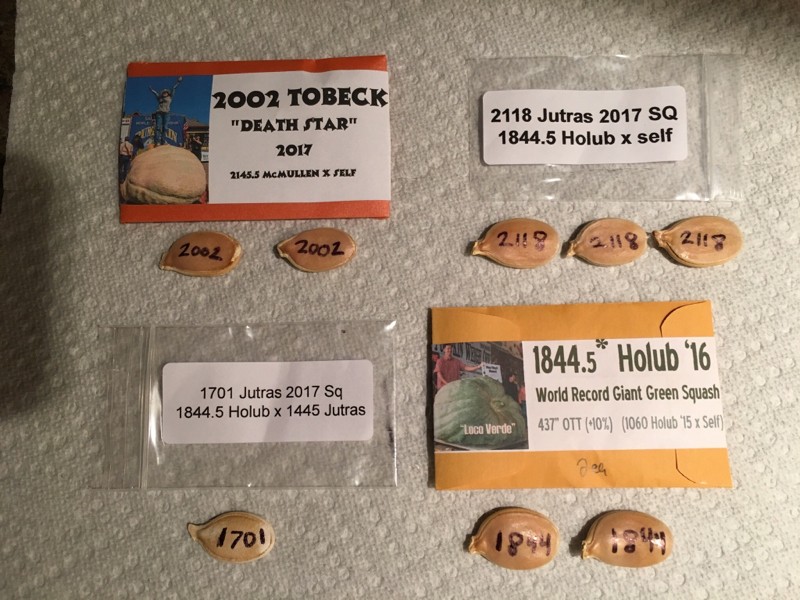 2002 TOBECK
"DEATH STAR"
2017
2145.5 MCMULLEN X SELF
2002
2002
2118 Jutras 2017 SQ
1844.5 Holub x self
2118
2118
2118
1701 Jutras 2017 Sq
1844.5 Holub x 1445 Jutras
1701
1844.5* Holub '16
World Record Giant Green Squash
437" OTT (+10%) (1060 Holub '15 x Self)
"Loco Verde"
1844
1844